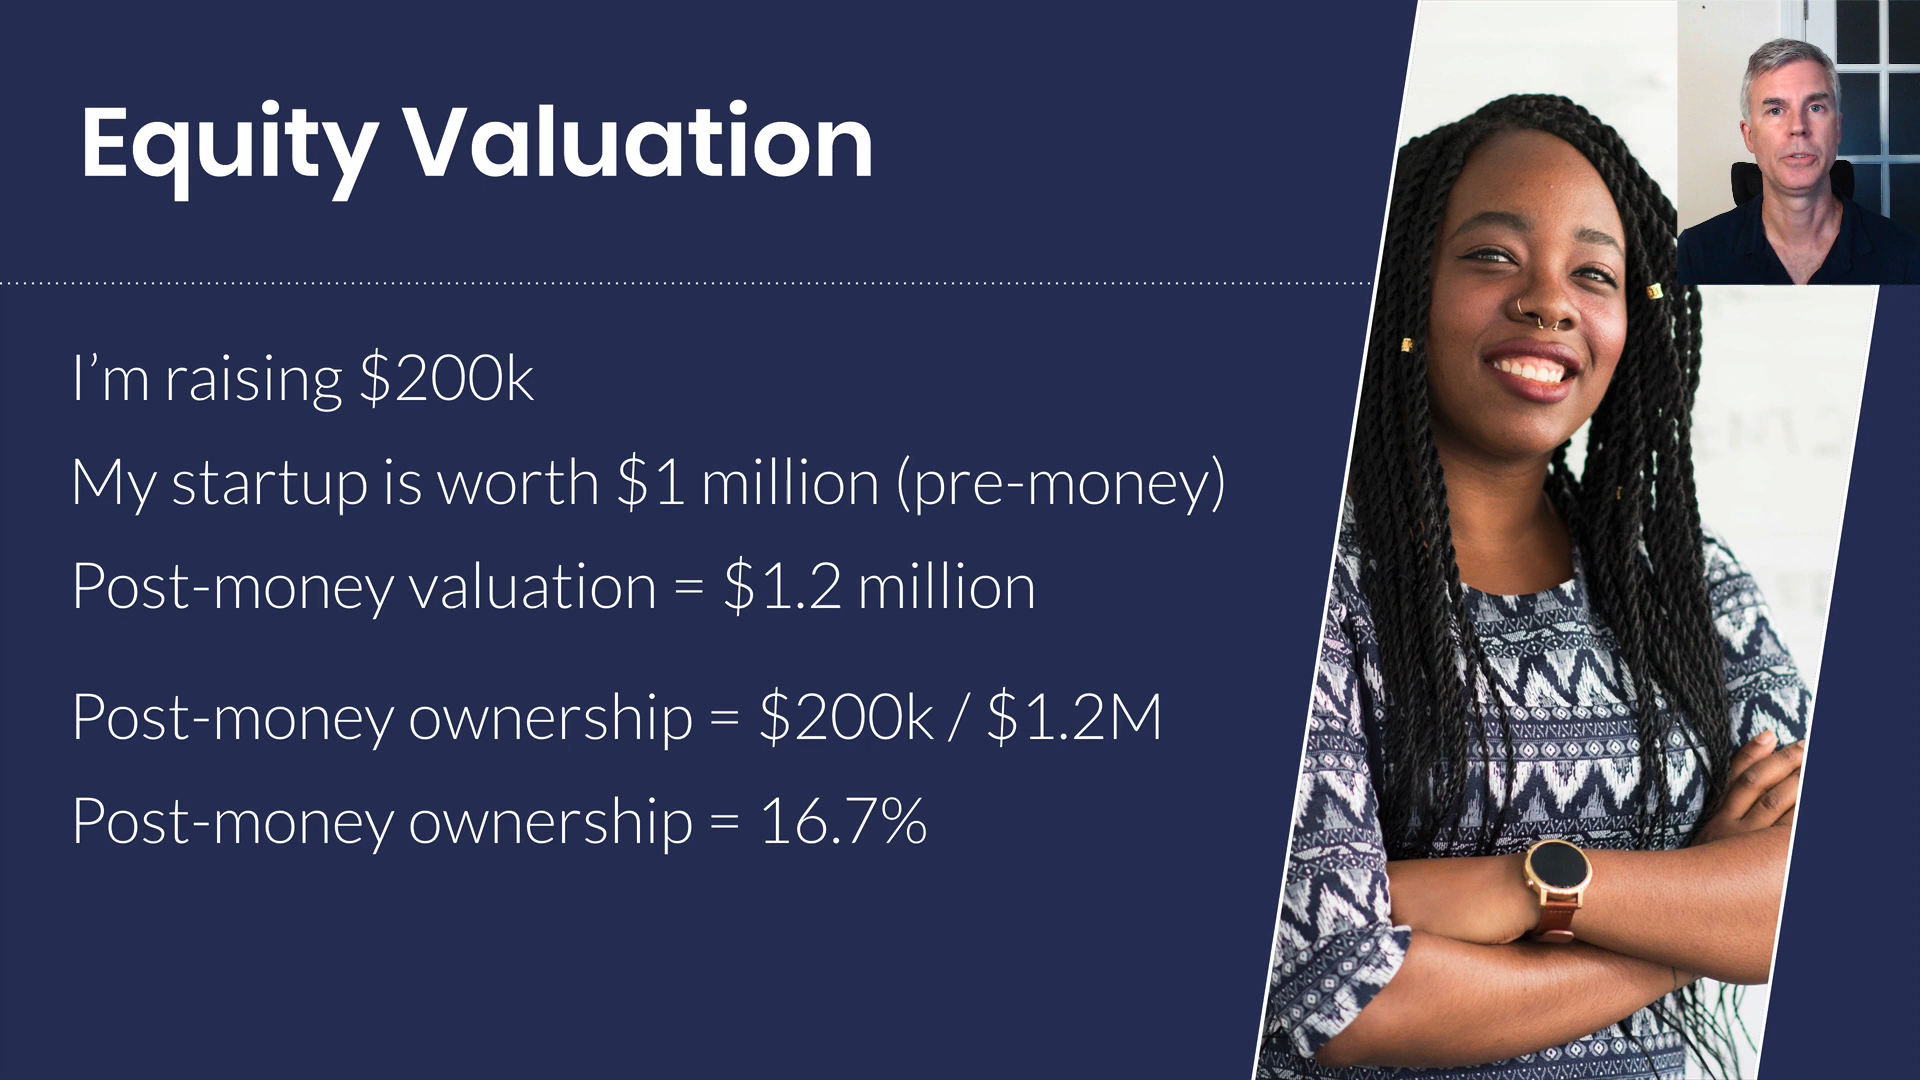 Equity Valuation
I’m raising $200k
My startup is worth $1 million (pre-money)
Post-money valuation = $1.2 million
Post-money ownership = $200k / $1.2M
Post-money ownership = 16.7%